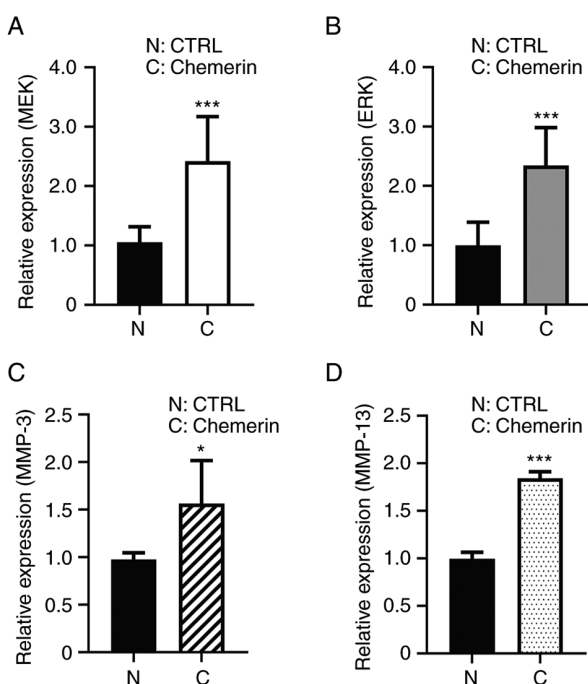 A
N: CTRL
C: Chemerin
Relative expression (MEK)
4.0
3.0
2.0
1.0
0
***
N
C
B
N: CTRL
C: Chemerin
Relative expression (ERK)
4.0
3.0
2.0
1.0
0
***
N
C
C
N: CTRL
C: Chemerin
Relative expression (MMP-3)
2.5
2.0
1.5
1.0
0.5
0
*
N
C
D
N: CTRL
C: Chemerin
Relative expression (MMP-13)
2.5
2.0
1.5
1.0
0.5
0
***
N
C